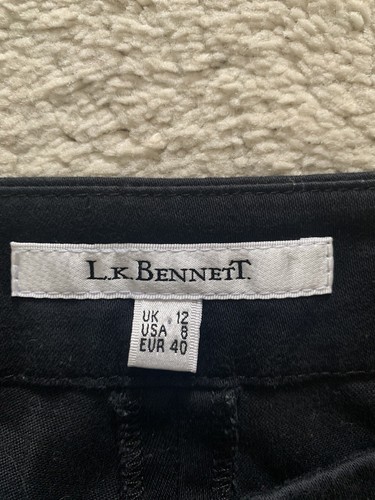 L.K.BENNETT.
UK 12
USA 8
EUR 40